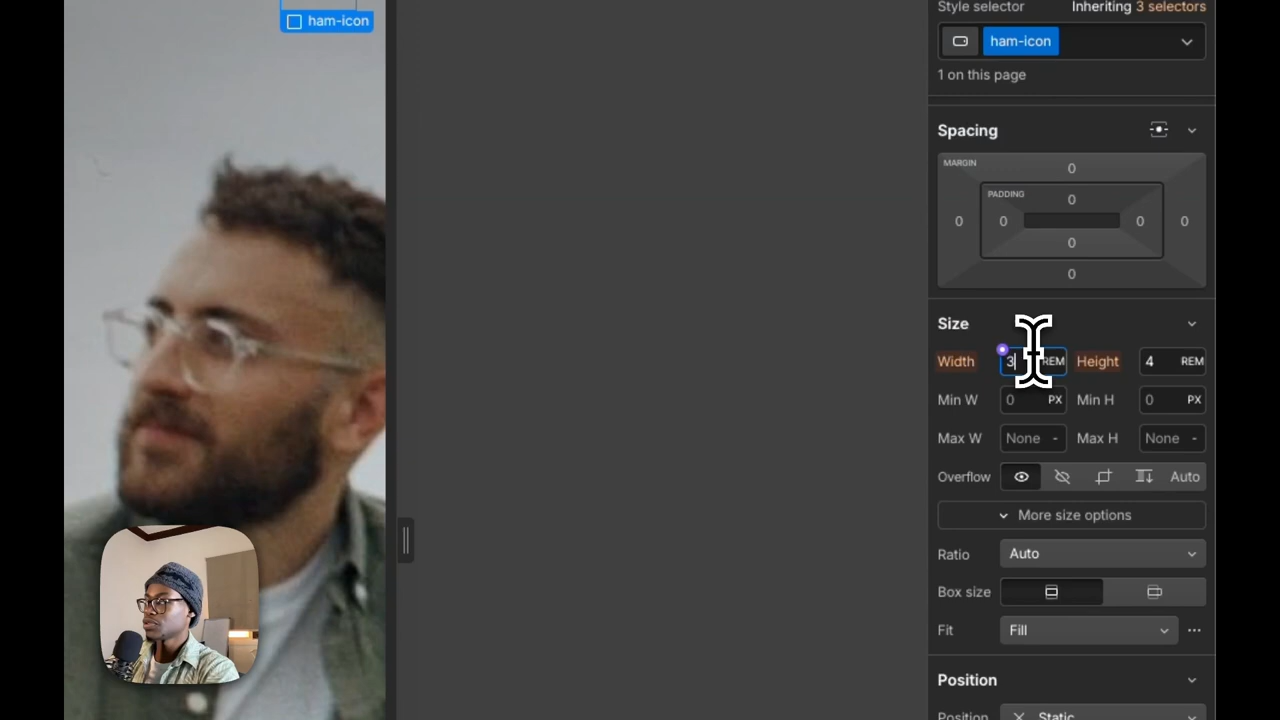 ham-icon
Style selector Inheriting 3 selectors
ham-icon
1 on this page
Spacing
MARGIN
0
PADDING
0
0 0 0 0
0
0
Size
Width 3 REM Height 4 REM
Min W 0 PX Min H 0 PX
Max W None - Max H None -
Overflow Auto
More size options
Ratio Auto
Box size
Fit Fill
Position
Position Static